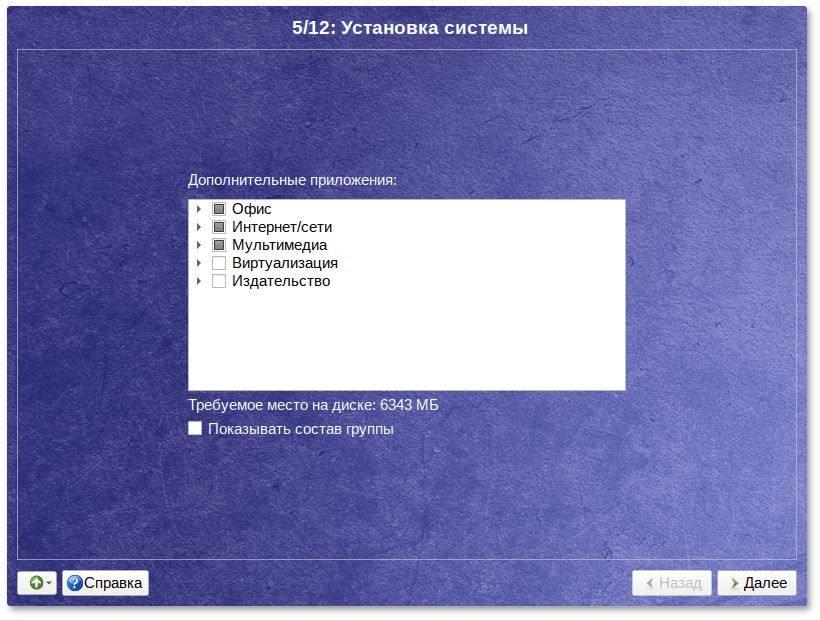 5/12: Установка системы
Дополнительные приложения:
Офис
Интернет/сети
Мультимедиа
Виртуализация
Издательство
Требуемое место на диске: 6343 МБ
Показывать состав группы
Справка
Назад
Далее